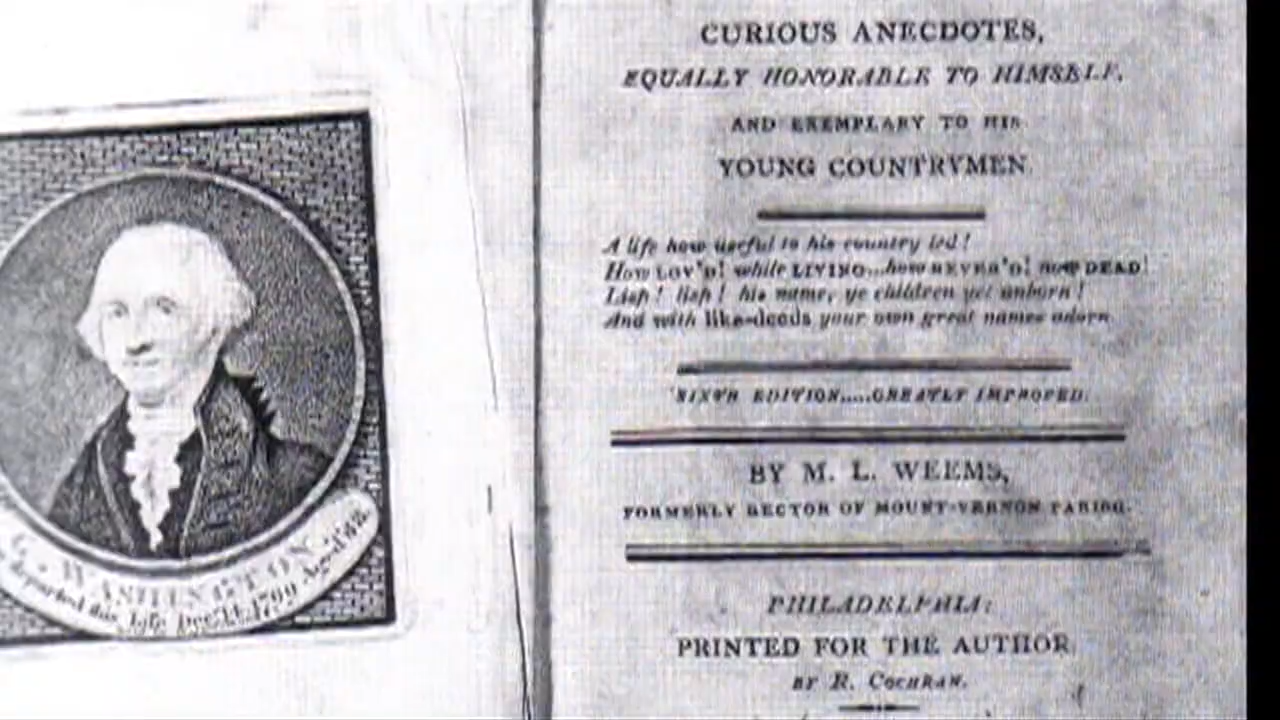 G. WASHINGTON
departed this life Dec. 14. 1799 Aged 68
CURIOUS ANECDOTES,
EQUALLY HONORABLE TO HIMSELF,
AND EXEMPLARY TO HIS
YOUNG COUNTRYMEN
A life how useful to his country led!
How LOV'D! while LIVING...how REVER'D! now DEAD!
Lisp! lisp! his name, ye children yet unborn!
And with like-deeds your own great names adorn
SIXTH EDITION.....GREATLY IMPROVED.
BY M. L. WEEMS,
FORMERLY RECTOR OF MOUNT-VERNON PARISH.
PHILADELPHIA:
PRINTED FOR THE AUTHOR
BY R. COCHRAN.